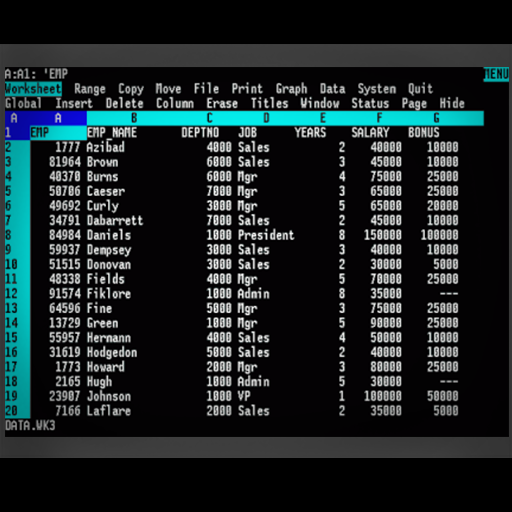 A:A1: 'EMP MENU
Worksheet Range Copy Move File Print Graph Data System Quit
Global Insert Delete Column Erase Titles Window Status Page Hide
A A B C D E F G
1 EMP EMP_NAME DEPTNO JOB YEARS SALARY BONUS
2 1777 Azibad 4000 Sales 2 40000 10000
3 81964 Brown 6000 Sales 3 45000 10000
4 40370 Burns 6000 Mgr 4 75000 25000
5 50706 Caeser 7000 Mgr 3 65000 25000
6 49692 Curly 3000 Mgr 5 65000 20000
7 34791 Dabarrett 7000 Sales 2 45000 10000
8 84984 Daniels 1000 President 8 150000 100000
9 59937 Dempsey 3000 Sales 3 40000 10000
10 51515 Donovan 3000 Sales 2 30000 5000
11 48338 Fields 4000 Mgr 5 70000 25000
12 91574 Fiklore 1000 Admin 8 35000 ---
13 64596 Fine 5000 Mgr 3 75000 25000
14 13729 Green 1000 Mgr 5 90000 25000
15 55957 Hermann 4000 Sales 4 50000 10000
16 31619 Hodgedon 5000 Sales 2 40000 10000
17 1773 Howard 2000 Mgr 3 80000 25000
18 2165 Hugh 1000 Admin 5 30000 ---
19 23907 Johnson 1000 VP 1 100000 50000
20 7166 Laflare 2000 Sales 2 35000 5000
DATA.WK3